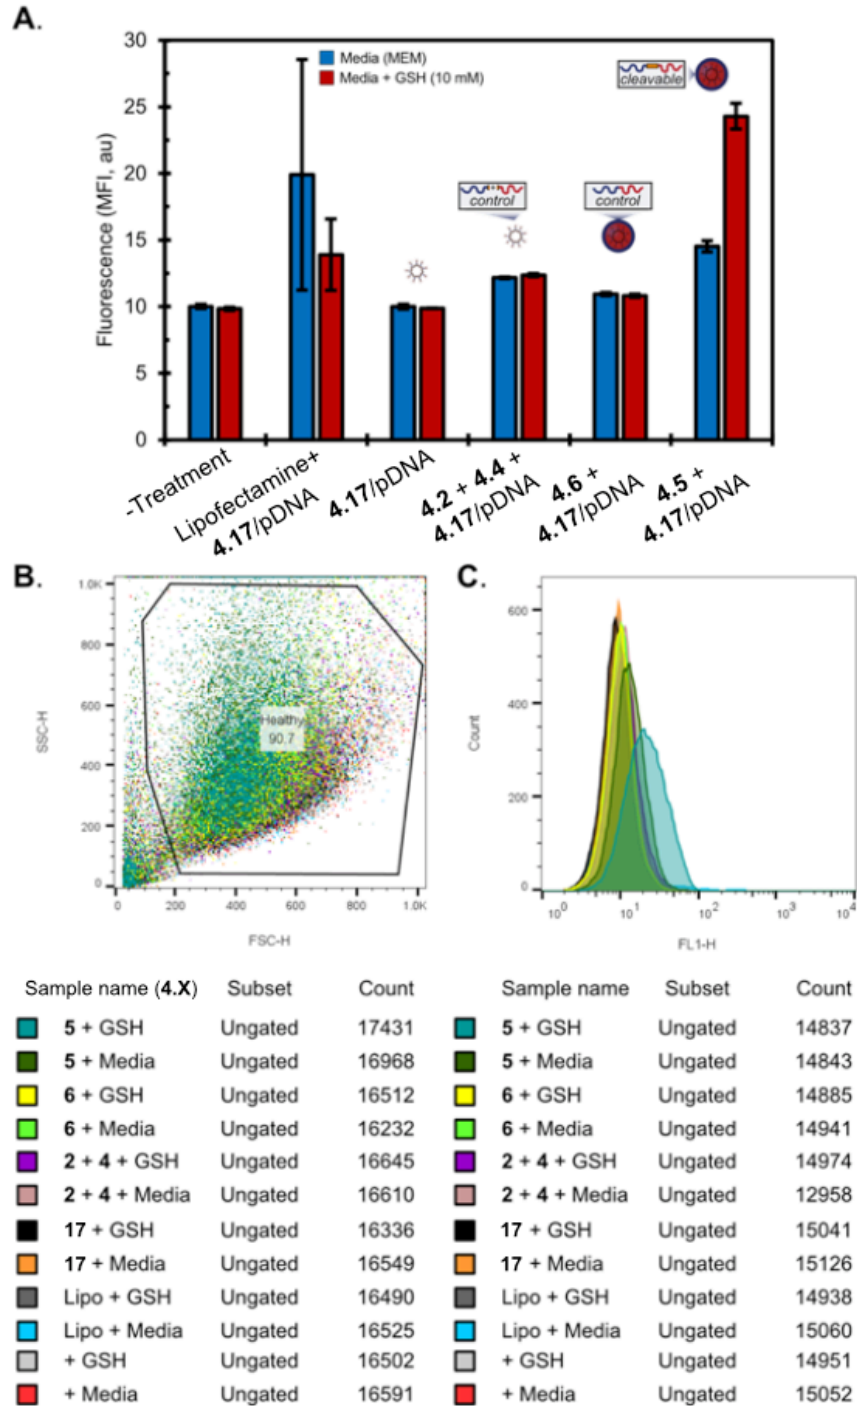 A.
30
25
20
15
10
5
0
Fluorescence (MFI, au)
Media (MEM)
Media + GSH (10 mM)
control
control
cleavable
-Treatment
Lipofectamine+
4.17/pDNA
4.17/pDNA
4.2 + 4.4 +
4.17/pDNA
4.6 +
4.17/pDNA
4.5 +
4.17/pDNA
B.
1.0K
800
600
400
200
0
SSC-H
Healthy
90.7
0 200 400 600 800 1.0K
FSC-H
C.
600
400
200
0
Count
10^0 10^1 10^2 10^3 10^4
FL1-H
Sample name (4.X) Subset Count
5 + GSH Ungated 17431
5 + Media Ungated 16968
6 + GSH Ungated 16512
6 + Media Ungated 16232
2 + 4 + GSH Ungated 16645
2 + 4 + Media Ungated 16610
17 + GSH Ungated 16336
17 + Media Ungated 16549
Lipo + GSH Ungated 16490
Lipo + Media Ungated 16525
+ GSH Ungated 16502
+ Media Ungated 16591
Sample name Subset Count
5 + GSH Ungated 14837
5 + Media Ungated 14843
6 + GSH Ungated 14885
6 + Media Ungated 14941
2 + 4 + GSH Ungated 14974
2 + 4 + Media Ungated 12958
17 + GSH Ungated 15041
17 + Media Ungated 15126
Lipo + GSH Ungated 14938
Lipo + Media Ungated 15060
+ GSH Ungated 14951
+ Media Ungated 15052